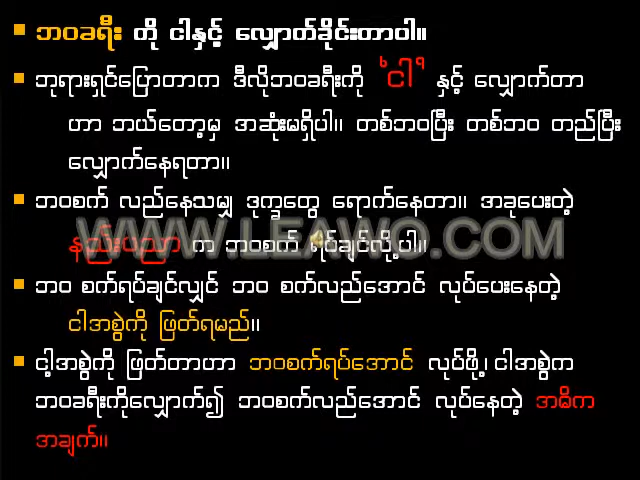 ဘဝခရီး ကို ငါနှင့် လျှောက်ခိုင်းတာဝါ။
ဘုရားရှင်ပြောတာက ဒီလိုဘဝခရီးကို 'ငါ' နှင့် လျှောက်တာ
ဟာ ဘယ်တော့မှ အဆုံးမရှိပါ။ တစ်ဘဝပြီး တစ်ဘဝ တည်ပြီး
လျှောက်နေရတာ။
ဘဝစက် လည်နေသမျှ ဒုက္ခတွေ ရောက်နေတာ။ အခုပေးတဲ့
WWW.LEAWO.COM
နည်းပညာ က ဘဝစက် ရပ်ချင်လို့ပါ။
ဘဝ စက်ရပ်ချင်လျှင် ဘဝ စက်လည်အောင် လုပ်ပေးနေတဲ့
ငါအစွဲကို ဖြတ်ရမည်။
ငါ့အစွဲကို ဖြတ်တာဟာ ဘဝစက်ရပ်အောင် လုပ်ဖို့၊ ငါအစွဲက
ဘဝခရီးကိုလျှောက်၍ ဘဝစက်လည်အောင် လုပ်နေတဲ့ အဓိက
အချက်။